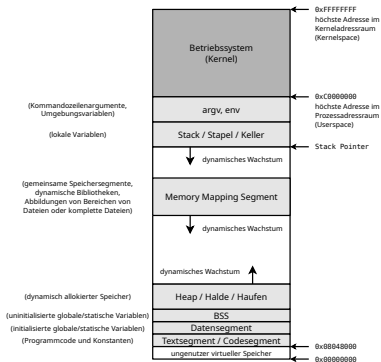 0xFFFFFFFF
höchste Adresse im
Kerneladressraum
(Kernelspace)
Betriebssystem
(Kernel)
0xC0000000
höchste Adresse im
Prozessadressraum
(Userspace)
(Kommandozeilenargumente,
Umgebungsvariablen)
argv, env
(lokale Variablen)
Stack / Stapel / Keller
Stack Pointer
dynamisches Wachstum
(gemeinsame Speichersegmente,
dynamische Bibliotheken,
Abbildungen von Bereichen von
Dateien oder komplette Dateien)
Memory Mapping Segment
dynamisches Wachstum
dynamisches Wachstum
(dynamisch allokierter Speicher)
Heap / Halde / Haufen
(uninitialisierte globale/statische Variablen)
BSS
(initialisierte globale/statische Variablen)
Datensegment
(Programmcode und Konstanten)
Textsegment / Codesegment
0x08048000
ungenutzer virtueller Speicher
0x00000000